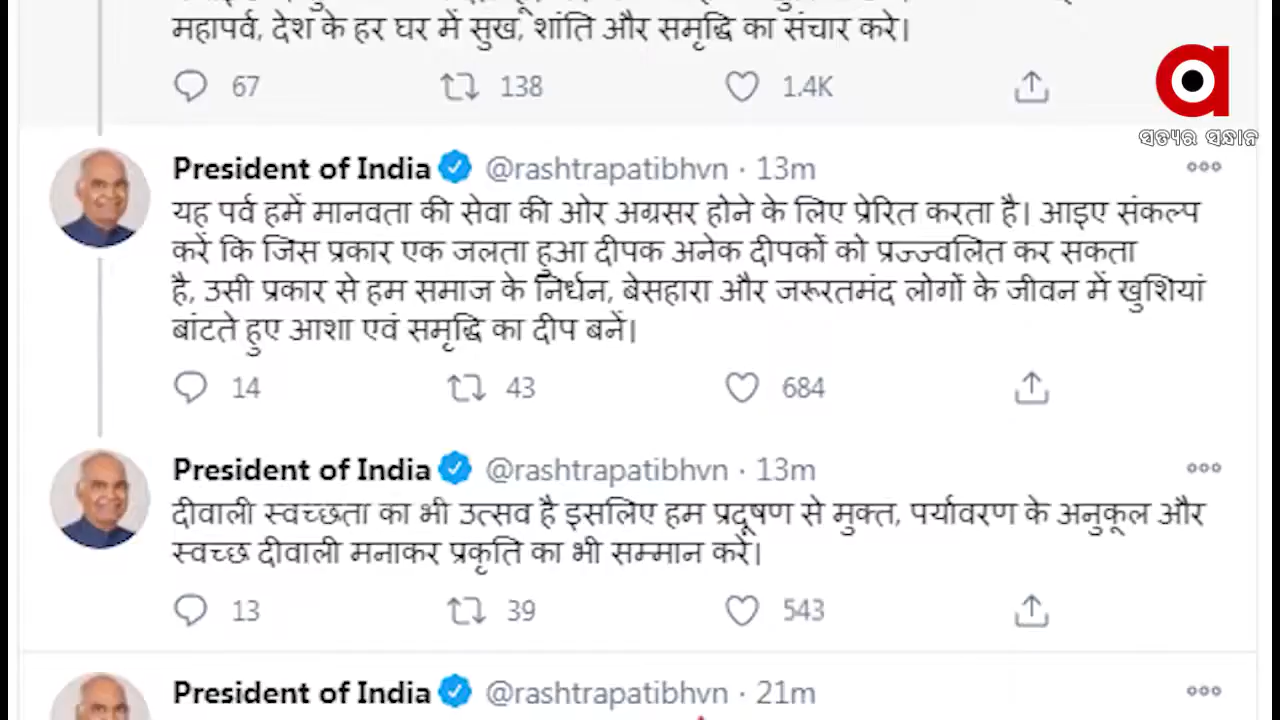 महापर्व, देश के हर घर में सुख, शांति और समृद्धि का संचार करे।
67 138 1.4K
ସତ୍ୟର ସନ୍ଧାନ
President of India @rashtrapatibhvn · 13m
यह पर्व हमें मानवता की सेवा की ओर अग्रसर होने के लिए प्रेरित करता है। आइए संकल्प
करें कि जिस प्रकार एक जलता हुआ दीपक अनेक दीपकों को प्रज्ज्वलित कर सकता
है, उसी प्रकार से हम समाज के निर्धन, बेसहारा और जरूरतमंद लोगों के जीवन में खुशियां
बांटते हुए आशा एवं समृद्धि का दीप बनें।
14 43 684
President of India @rashtrapatibhvn · 13m
दीवाली स्वच्छता का भी उत्सव है इसलिए हम प्रदूषण से मुक्त, पर्यावरण के अनुकूल और
स्वच्छ दीवाली मनाकर प्रकृति का भी सम्मान करें।
13 39 543
President of India @rashtrapatibhvn · 21m